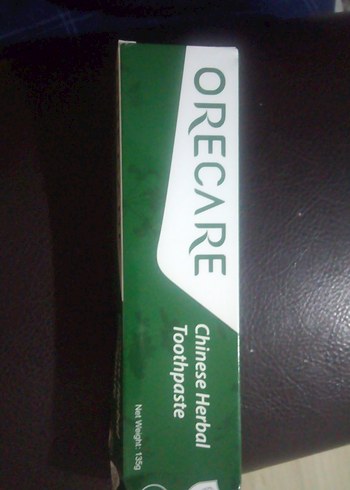 ORECARE
Chinese Herbal
Toothpaste
Net Weight: 135g